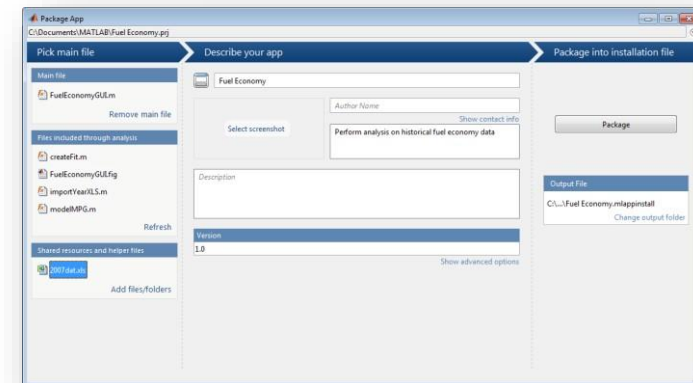 Package App
C:\Documents\MATLAB\Fuel Economy.prj
Pick main file
Describe your app
Package into installation file
Main file
FuelEconomyGUI.m
Remove main file
Files included through analysis
createFit.m
FuelEconomyGUI.fig
importYearXLS.m
modelMPG.m
Refresh
Shared resources and helper files
2007dat.xls
Add files/folders
Fuel Economy
Select screenshot
Author Name
Show contact info
Perform analysis on historical fuel economy data
Description
Version
1.0
Show advanced options
Package
Output File
C:\...\Fuel Economy.mlappinstall
Change output folder